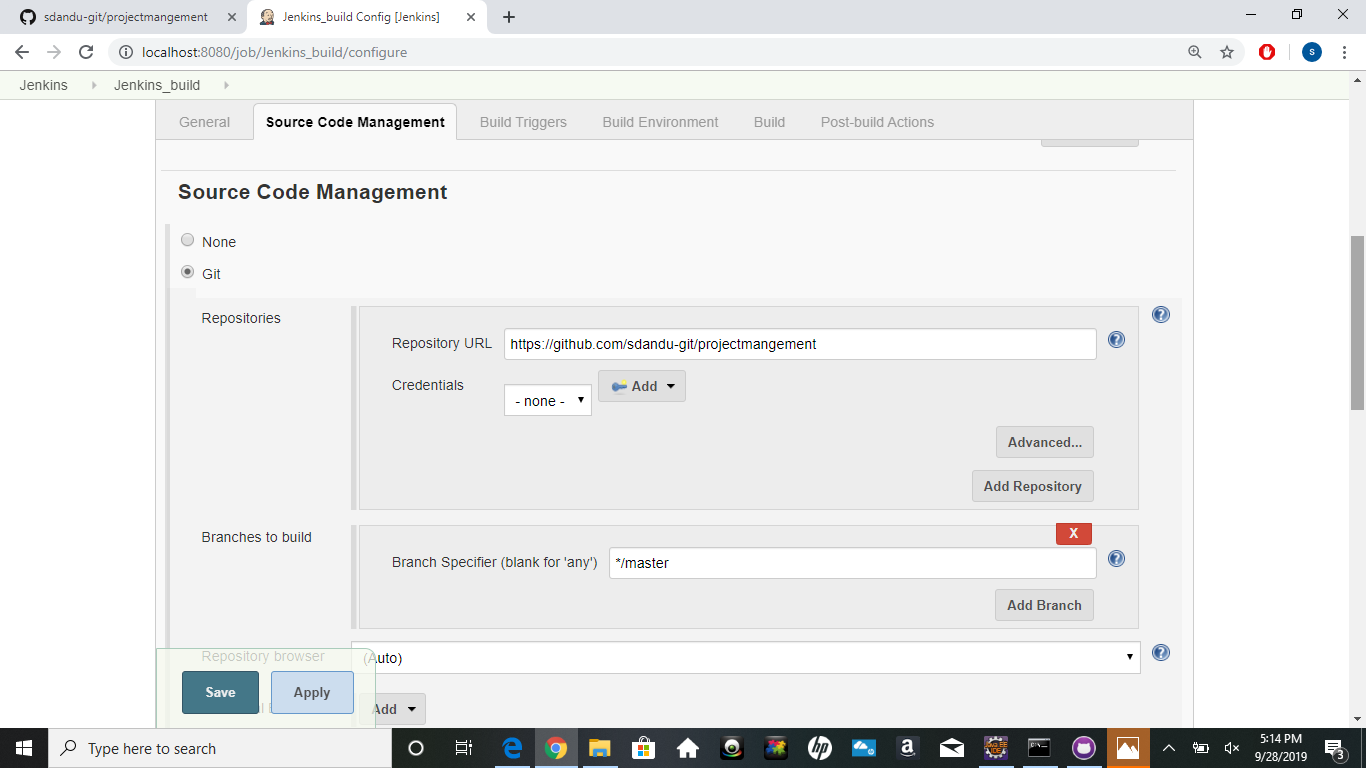 sdandu-git/projectmangement
Jenkins_build Config [Jenkins]
localhost:8080/job/Jenkins_build/configure
S
Jenkins
Jenkins_build
General
Source Code Management
Build Triggers
Build Environment
Build
Post-build Actions
Source Code Management
None
Git
Repositories
?
Repository URL
https://github.com/sdandu-git/projectmangement
?
Credentials
- none -
Add
Advanced...
Add Repository
Branches to build
X
Branch Specifier (blank for 'any')
*/master
?
Add Branch
Repository browser
(Auto)
?
Save
Apply
Add
Type here to search
hp
a
5:14 PM
9/28/2019
3